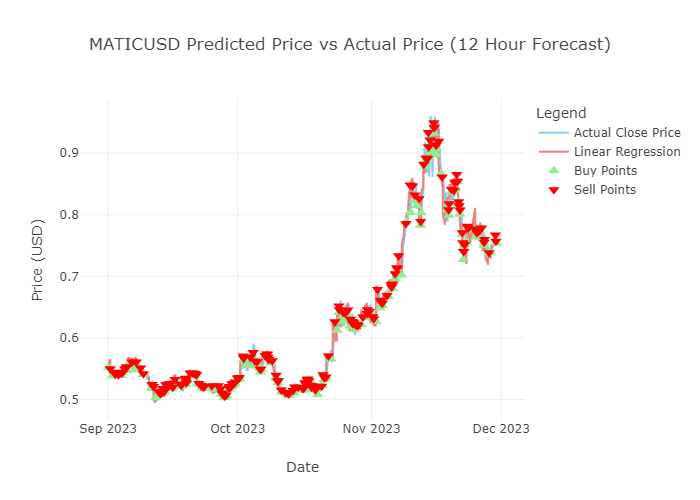 MATICUSD Predicted Price vs Actual Price (12 Hour Forecast)
Legend
Actual Close Price
Linear Regression
Buy Points
Sell Points
Price (USD)
0.9
0.8
0.7
0.6
0.5
Sep 2023
Oct 2023
Nov 2023
Dec 2023
Date